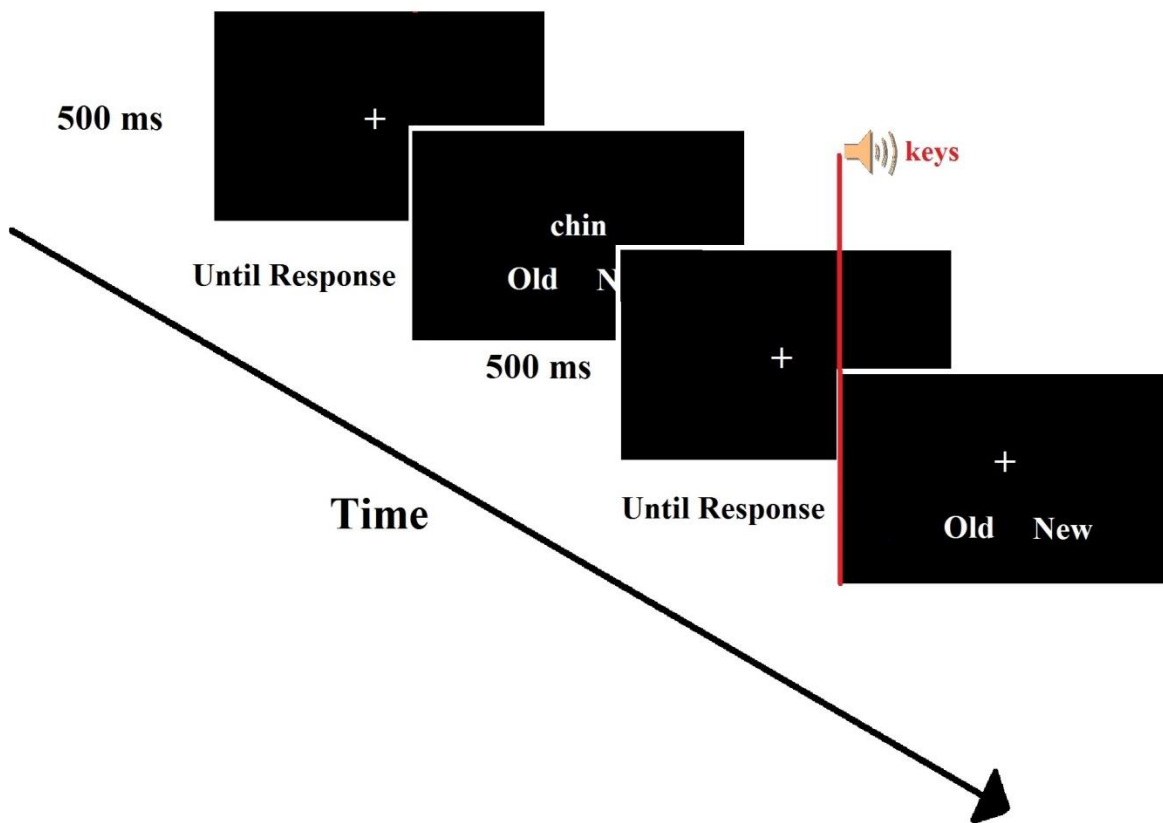 500 ms
+
keys
chin
Until Response
Old N
500 ms
+
+
Until Response
Old New
Time